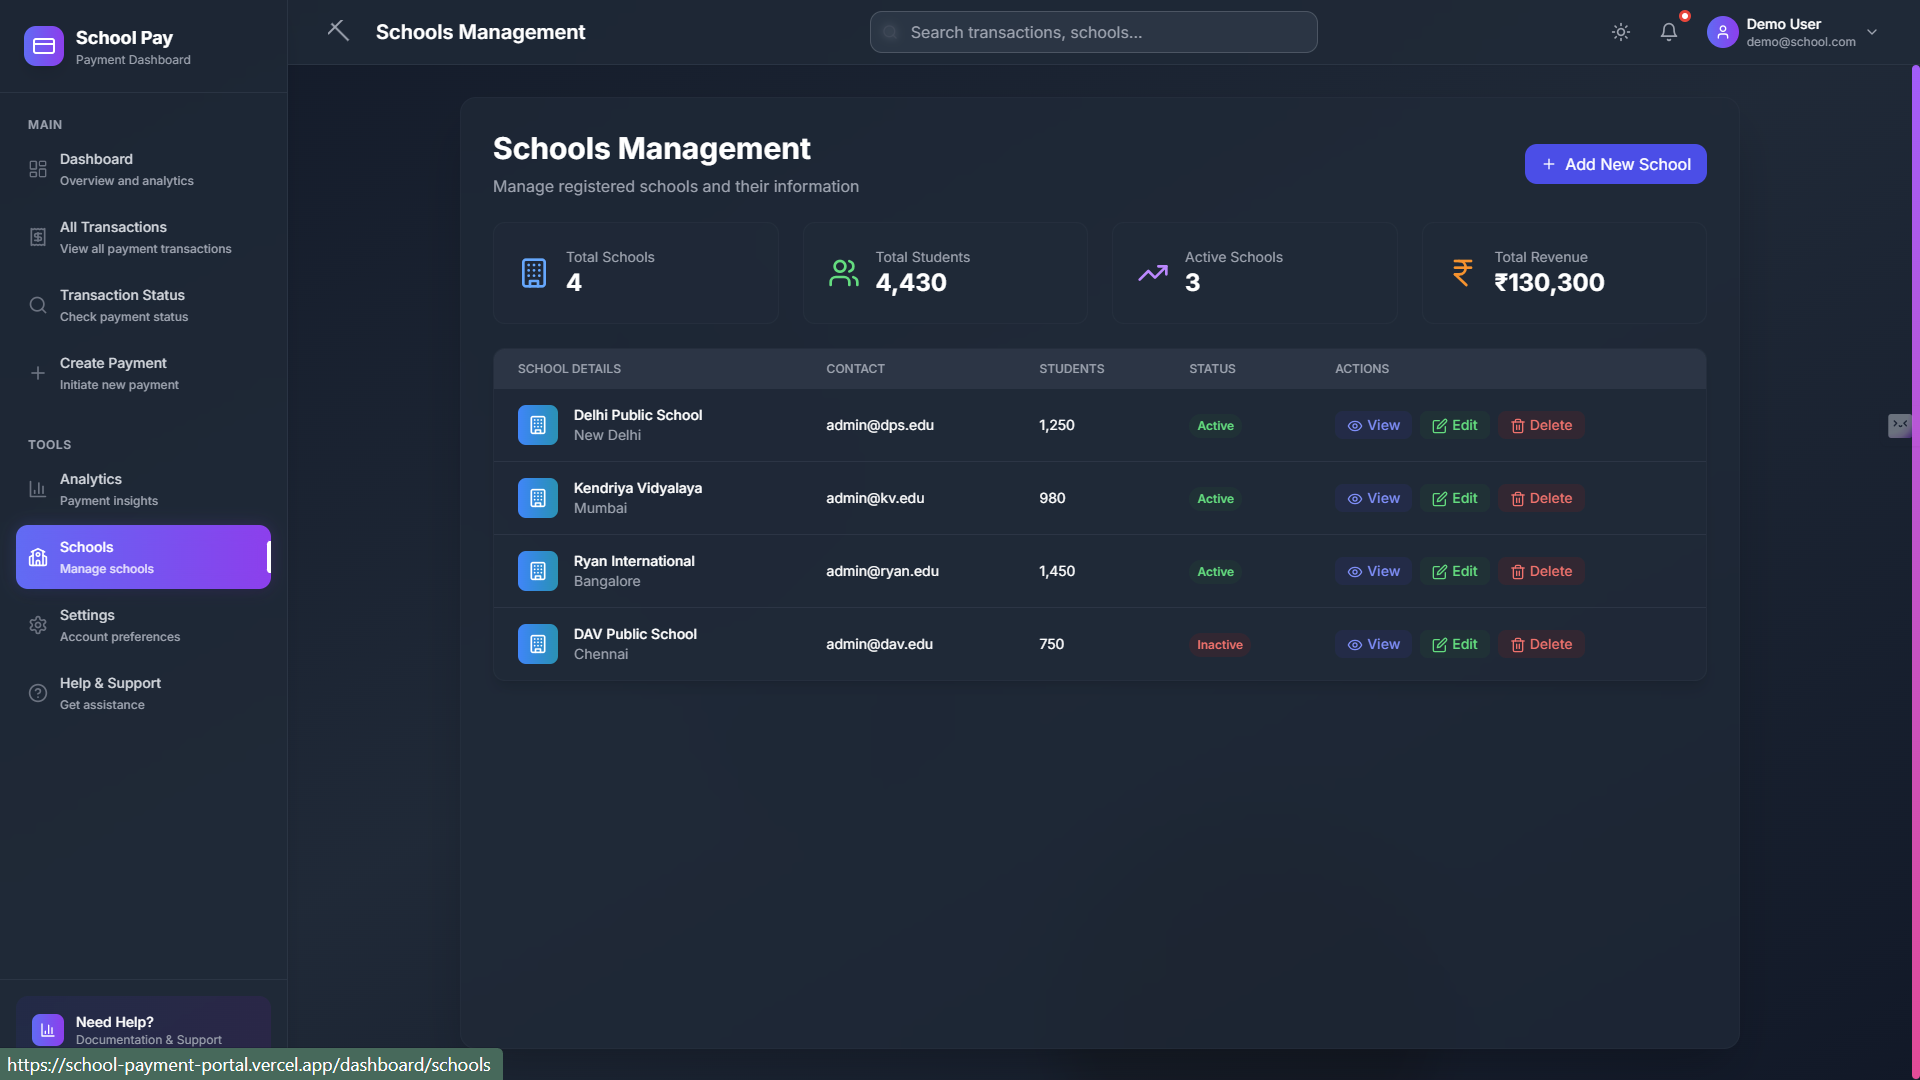 School Pay
Payment Dashboard
Schools Management
Search transactions, schools...
Demo User
demo@school.com
MAIN
Dashboard
Overview and analytics
All Transactions
View all payment transactions
Transaction Status
Check payment status
Create Payment
Initiate new payment
TOOLS
Analytics
Payment insights
Schools
Manage schools
Settings
Account preferences
Help & Support
Get assistance
Need Help?
Documentation & Support
Schools Management
Manage registered schools and their information
+ Add New School
Total Schools
4
Total Students
4,430
Active Schools
3
Total Revenue
₹130,300
SCHOOL DETAILS CONTACT STUDENTS STATUS ACTIONS
Delhi Public School
New Delhi
admin@dps.edu 1,250 Active View Edit Delete
Kendriya Vidyalaya
Mumbai
admin@kv.edu 980 Active View Edit Delete
Ryan International
Bangalore
admin@ryan.edu 1,450 Active View Edit Delete
DAV Public School
Chennai
admin@dav.edu 750 Inactive View Edit Delete
https://school-payment-portal.vercel.app/dashboard/schools